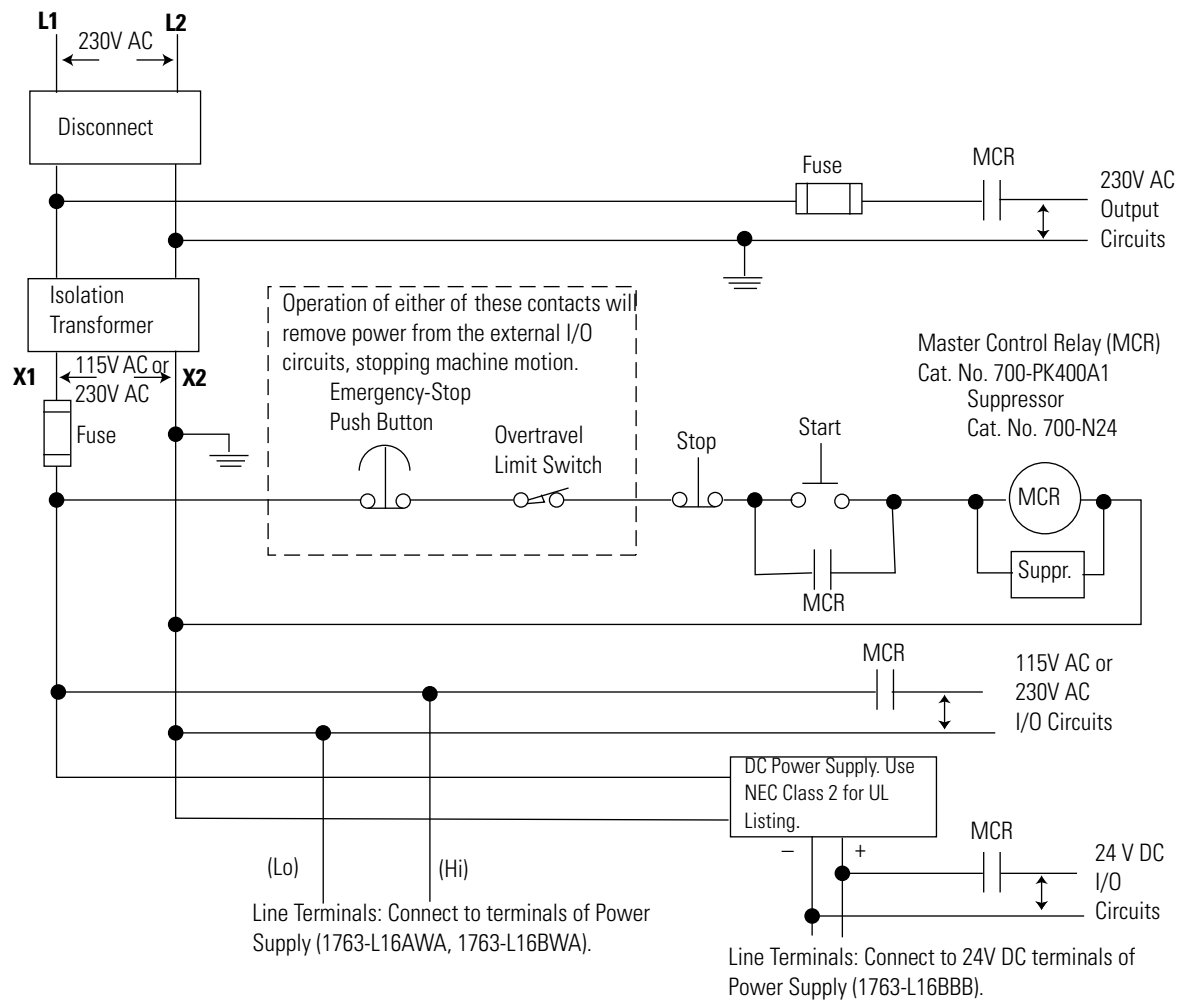 L1
L2
230V AC
Disconnect
Fuse
MCR
230V AC
Output
Circuits
Isolation
Transformer
Operation of either of these contacts will
remove power from the external I/O
circuits, stopping machine motion.
X1
115V AC or
230V AC
X2
Fuse
Emergency-Stop
Push Button
Overtravel
Limit Switch
Stop
Start
Master Control Relay (MCR)
Cat. No. 700-PK400A1
Suppressor
Cat. No. 700-N24
MCR
Suppr.
MCR
MCR
115V AC or
230V AC
I/O Circuits
DC Power Supply. Use
NEC Class 2 for UL
Listing.
– +
MCR
24 V DC
I/O
Circuits
(Lo)
(Hi)
Line Terminals: Connect to terminals of Power
Supply (1763-L16AWA, 1763-L16BWA).
Line Terminals: Connect to 24V DC terminals of
Power Supply (1763-L16BBB).